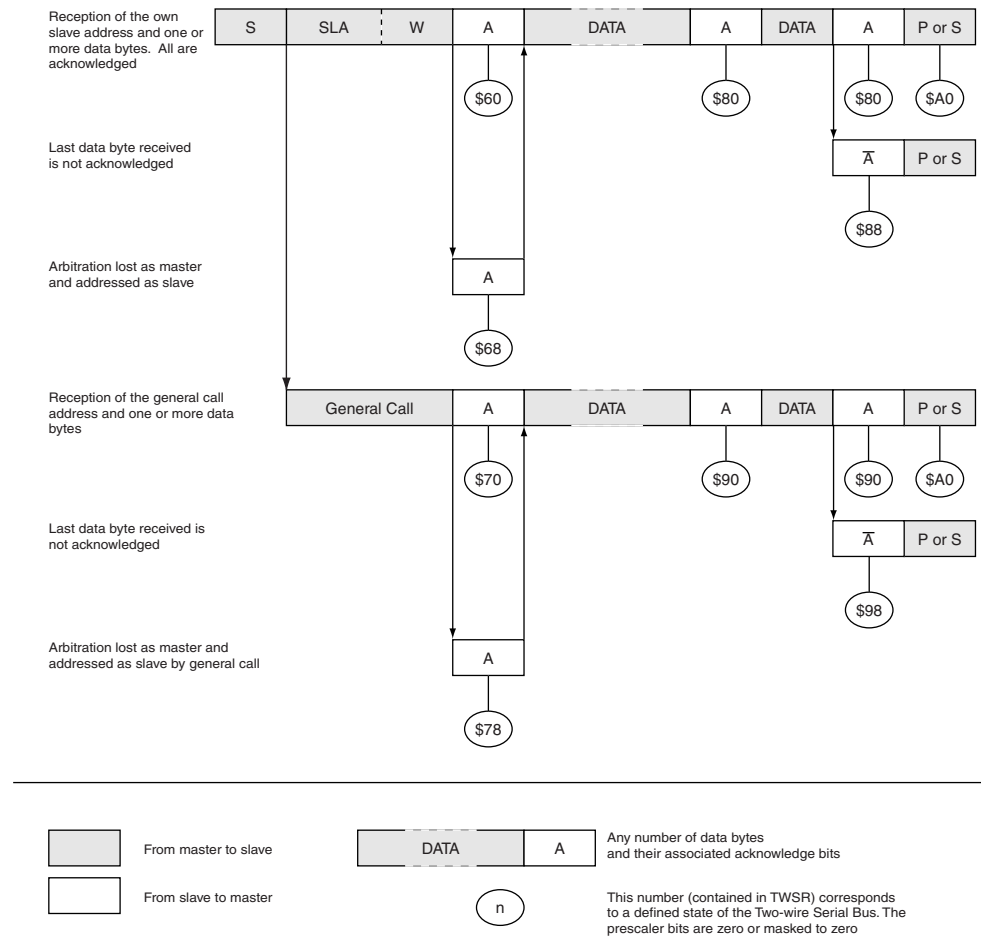 Reception of the own
slave address and one or
more data bytes. All are
acknowledged
S SLA W A DATA A DATA A P or S
$60 $80 $80 $A0
Last data byte received
is not acknowledged
A̅ P or S
$88
Arbitration lost as master
and addressed as slave
A
$68
Reception of the general call
address and one or more data
bytes
General Call A DATA A DATA A P or S
$70 $90 $90 $A0
Last data byte received is
not acknowledged
A̅ P or S
$98
Arbitration lost as master and
addressed as slave by general call
A
$78
From master to slave
DATA A
Any number of data bytes
and their associated acknowledge bits
From slave to master
n
This number (contained in TWSR) corresponds
to a defined state of the Two-wire Serial Bus. The
prescaler bits are zero or masked to zero